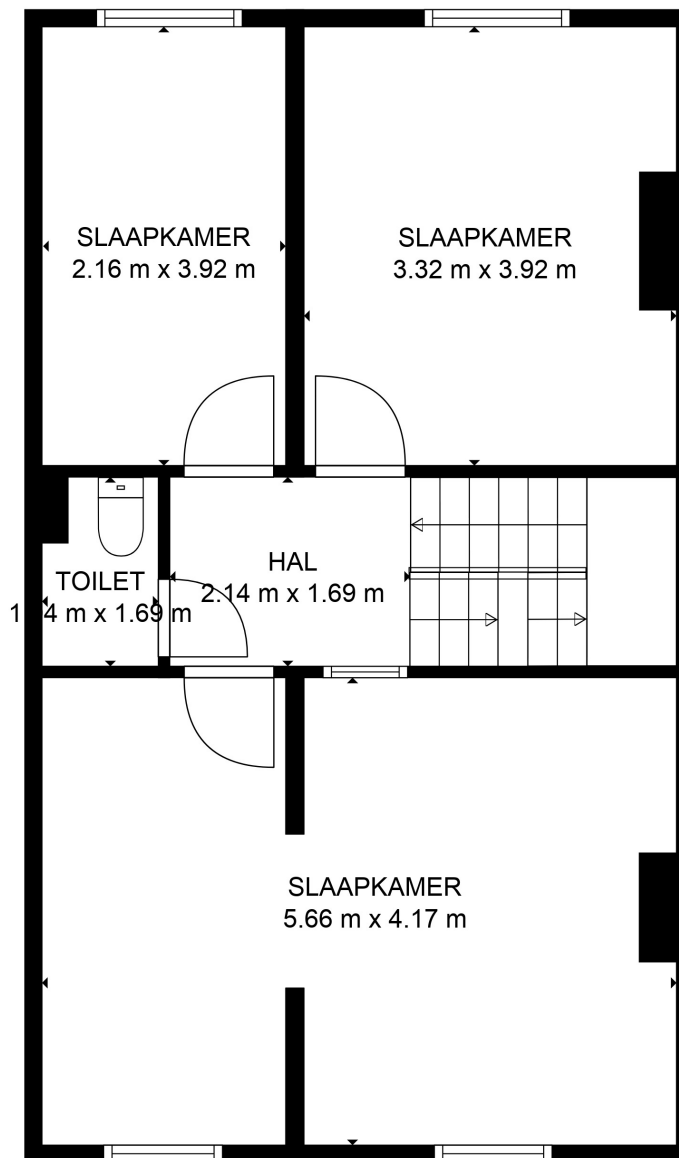 SLAAPKAMER
2.16 m x 3.92 m
SLAAPKAMER
3.32 m x 3.92 m
HAL
2.14 m x 1.69 m
TOILET
m x 1.69 m
SLAAPKAMER
5.66 m x 4.17 m